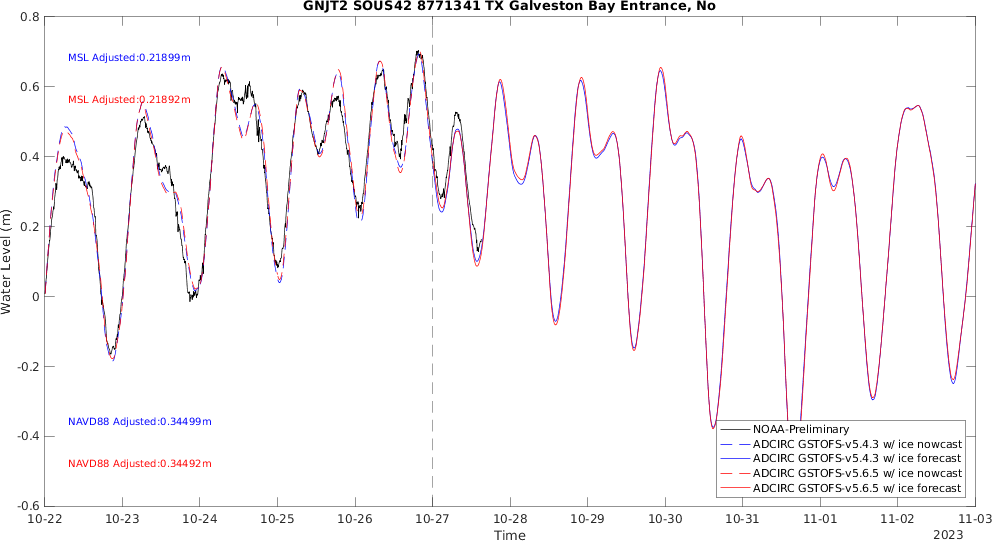 GNJT2 SOUS42 8771341 TX Galveston Bay Entrance, No
0.8
0.6
0.4
0.2
0
-0.2
-0.4
-0.6
Water Level (m)
MSL Adjusted:0.21899m
MSL Adjusted:0.21892m
NAVD88 Adjusted:0.34499m
NAVD88 Adjusted:0.34492m
NOAA-Preliminary
ADCIRC GSTOFS-v5.4.3 w/ ice nowcast
ADCIRC GSTOFS-v5.4.3 w/ ice forecast
ADCIRC GSTOFS-v5.6.5 w/ ice nowcast
ADCIRC GSTOFS-v5.6.5 w/ ice forecast
10-22 10-23 10-24 10-25 10-26 10-27 10-28 10-29 10-30 10-31 11-01 11-02 11-03
Time
2023